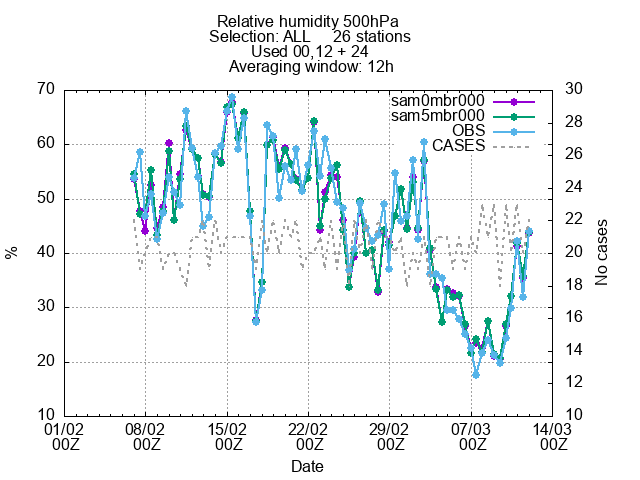 Relative humidity 500hPa
Selection: ALL 26 stations
Used 00,12 + 24
Averaging window: 12h
sam0mbr000
sam5mbr000
OBS
CASES
70
60
50
40
30
20
10
%
30
28
26
24
22
20
18
16
14
12
10
No cases
01/02 08/02 15/02 22/02 29/02 07/03 14/03
00Z 00Z 00Z 00Z 00Z 00Z 00Z
Date